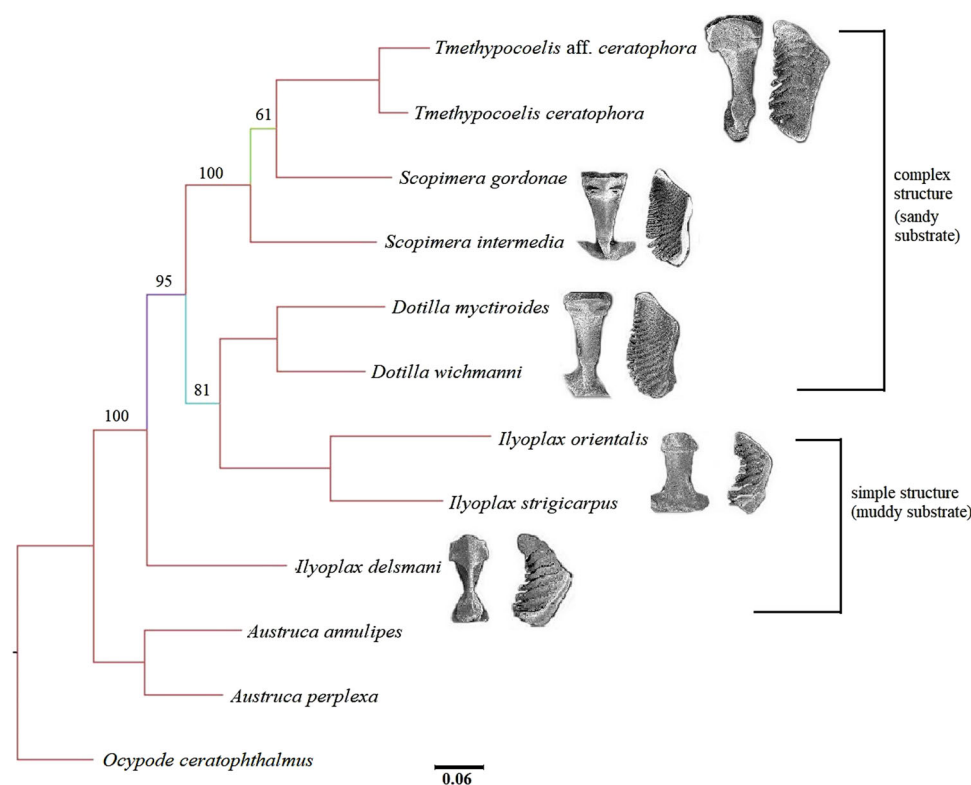 Tmethypocoelis aff. ceratophora
Tmethypocoelis ceratophora
61
100
Scopimera gordonae
complex
structure
(sandy
substrate)
Scopimera intermedia
95
Dotilla myctiroides
Dotilla wichmanni
81
100
Ilyoplax orientalis
simple structure
(muddy substrate)
Ilyoplax strigicarpus
Ilyoplax delsmani
Austruca annulipes
Austruca perplexa
Ocypode ceratophthalmus
0.06